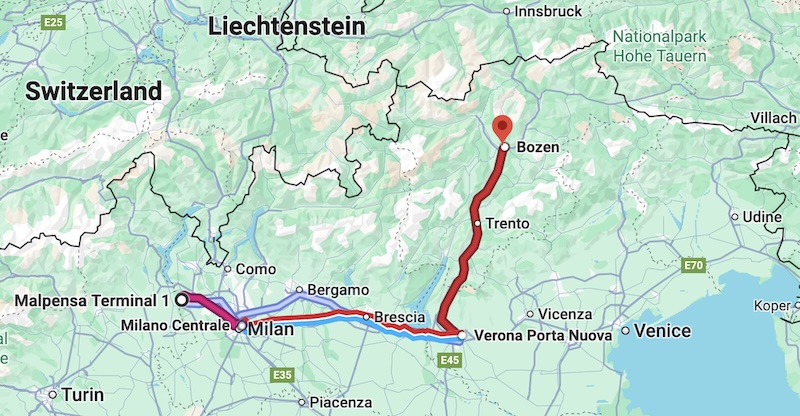 E25
Liechtenstein
Innsbruck
Nationalpark
Hohe Tauern
Switzerland
Villach
Bozen
Trento
Udine
E70
Como
Malpensa Terminal 1
Bergamo
Koper
Milano Centrale
Milan
Brescia
Vicenza
Verona Porta Nuova
Venice
E45
E35
Turin
Piacenza